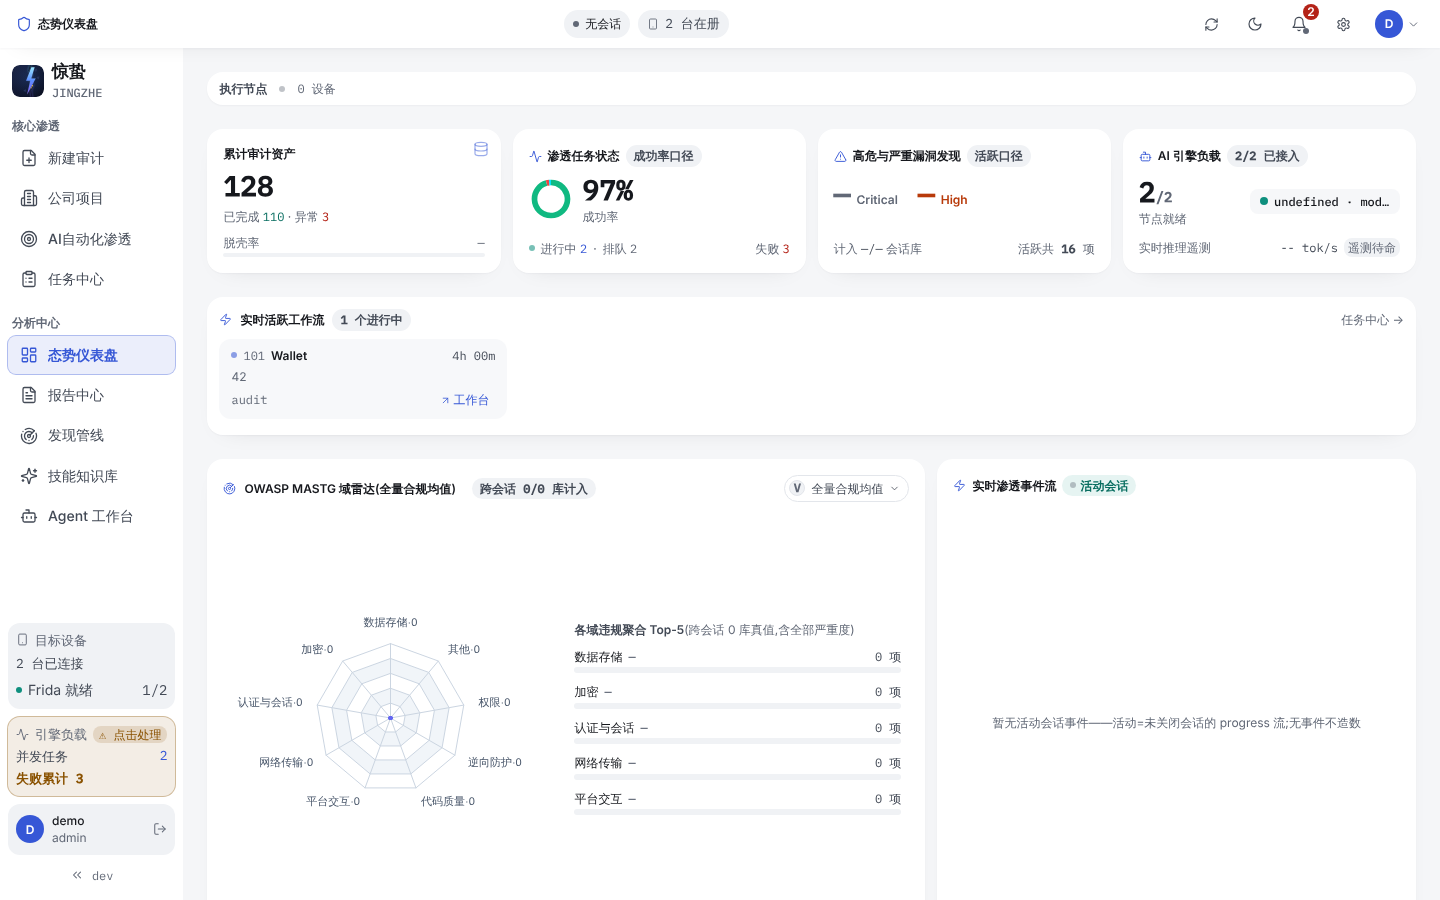 态势仪表盘
无会话
2 台在册
2
D
惊蛰
JINGZHE
核心渗透
新建审计
公司项目
AI自动化渗透
任务中心
分析中心
态势仪表盘
报告中心
发现管线
技能知识库
Agent 工作台
目标设备
2 台已连接
Frida 就绪 1/2
引擎负载 ⚠ 点击处理
并发任务 2
失败累计 3
D
demo
admin
dev
执行节点 0 设备
累计审计资产
128
已完成 110 · 异常 3
脱壳率 —
渗透任务状态 成功率口径
97%
成功率
进行中 2 · 排队 2 失败 3
高危与严重漏洞发现 活跃口径
Critical High
计入 —/— 会话库 活跃共 16 项
AI 引擎负载 2/2 已接入
2/2
节点就绪
undefined · mod…
实时推理遥测 -- tok/s 遥测待命
实时活跃工作流 1 个进行中
任务中心 →
101 Wallet 4h 00m
42
audit 工作台
OWASP MASTG 域雷达(全量合规均值) 跨会话 0/0 库计入
V 全量合规均值
数据存储·0
其他·0
权限·0
逆向防护·0
代码质量·0
平台交互·0
网络传输·0
认证与会话·0
加密·0
各域违规聚合 Top-5(跨会话 0 库真值,含全部严重度)
数据存储 — 0 项
加密 — 0 项
认证与会话 — 0 项
网络传输 — 0 项
平台交互 — 0 项
实时渗透事件流 活动会话
暂无活动会话事件——活动=未关闭会话的 progress 流;无事件不造数